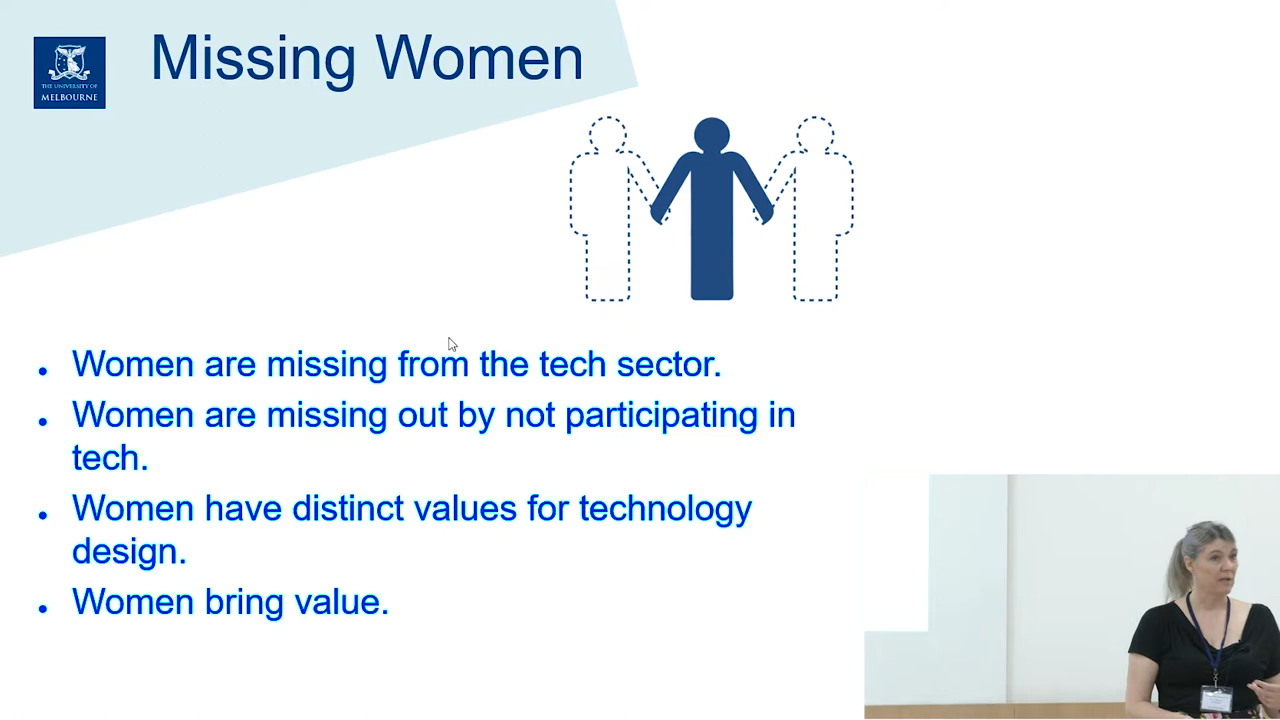 Missing Women
THE UNIVERSITY OF
MELBOURNE
Women are missing from the tech sector.
Women are missing out by not participating in
tech.
Women have distinct values for technology
design.
Women bring value.